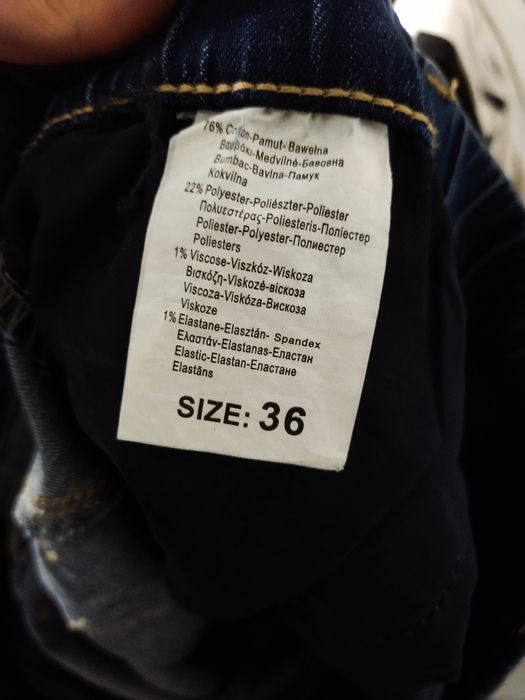 76% Cotton-Pamut- Bawełna
Βαμβάκι-Medvilnė-Бавовна
Bumbac-Bavlna-Памук
Kokvilna
22% Polyester-Poliészter-Poliester
Πολυεστέρας-Poliesteris-Поліестер
Poliester-Polyester-Полиестер
Poliesters
1% Viscose-Viszkóz-Wiskoza
Βισκόζη-Viskozė-віскоза
Viscoza-Viskóza-Вискоза
Viskoze
1% Elastane-Elasztán- Spandex
Ελαστάν-Elastanas-Еластан
Elastic-Elastan-Еластане
Elastāns
SIZE: 36